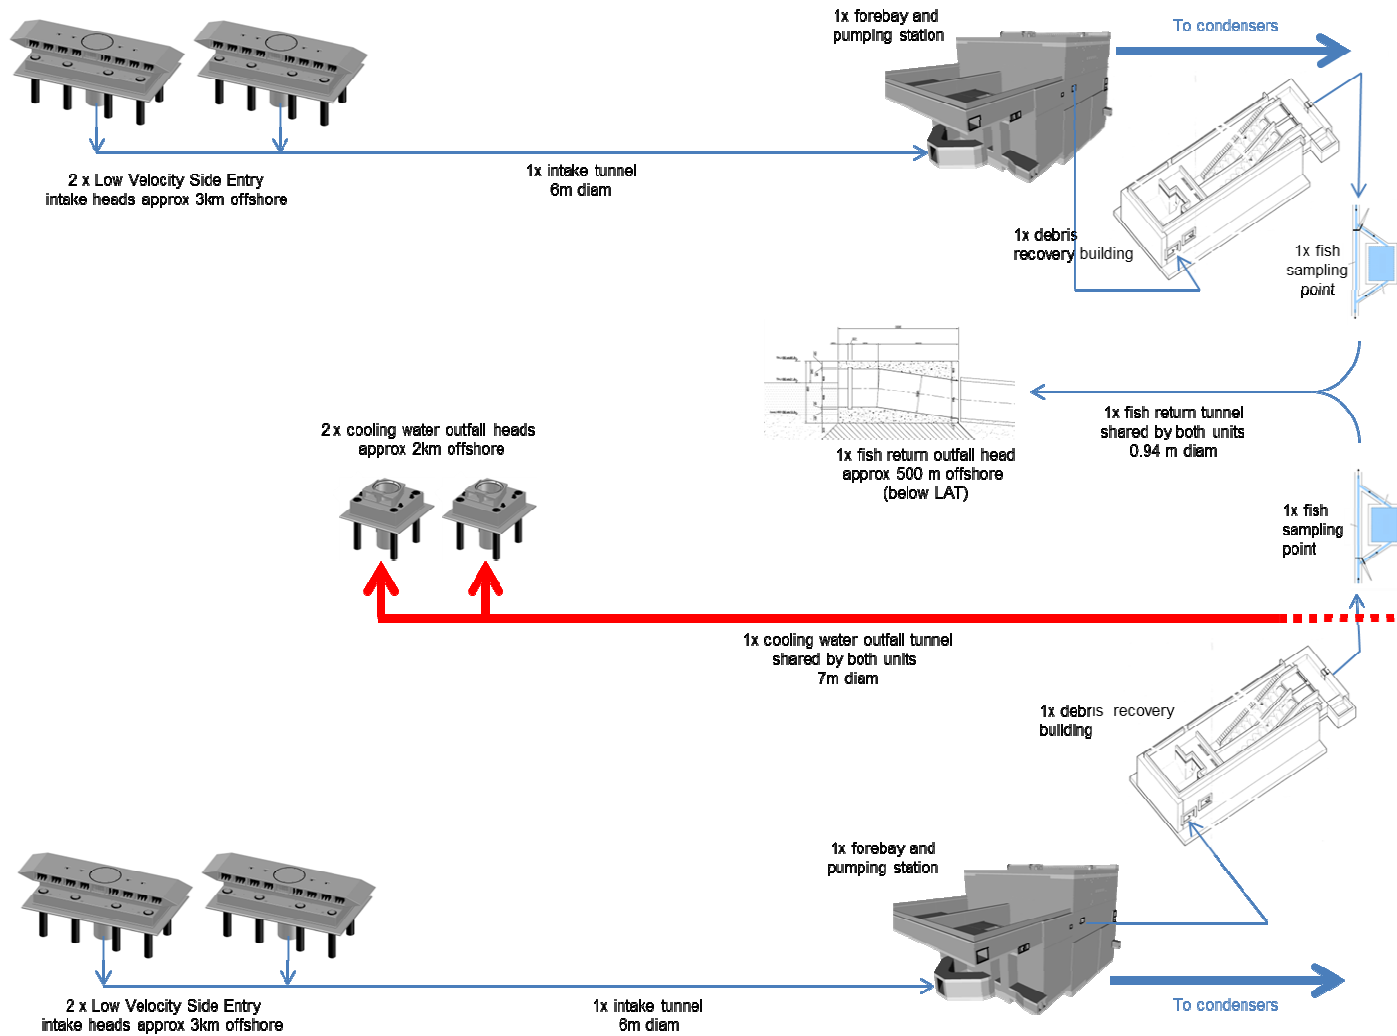 1x forebay and
pumping station
To condensers
2 x Low Velocity Side Entry
intake heads approx 3km offshore
1x intake tunnel
6m diam
1x debris
recovery building
1x fish
sampling
point
2 x cooling water outfall heads
approx 2km offshore
1x fish return outfall head
approx 500 m offshore
(below LAT)
1x fish return tunnel
shared by both units
0.94 m diam
1x fish
sampling
point
1x cooling water outfall tunnel
shared by both units
7m diam
1x debris recovery
building
1x forebay and
pumping station
2 x Low Velocity Side Entry
intake heads approx 3km offshore
1x intake tunnel
6m diam
To condensers